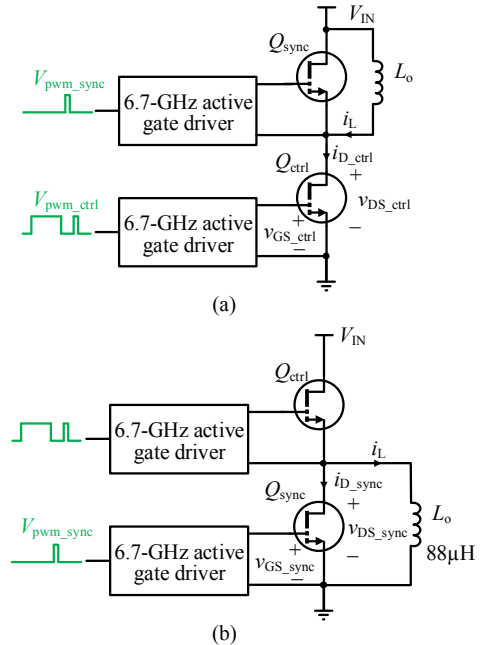 V_IN
Q_sync
V_pwm_sync
L_o
6.7-GHz active
gate driver
i_L
i_D_ctrl
Q_ctrl
+
V_pwm_ctrl
6.7-GHz active
gate driver
+
v_DS_ctrl
v_GS_ctrl
−
−
(a)
V_IN
Q_ctrl
6.7-GHz active
gate driver
i_L
i_D_sync
Q_sync
+
L_o
V_pwm_sync
6.7-GHz active
gate driver
+
v_DS_sync
88µH
v_GS_sync
−
−
(b)